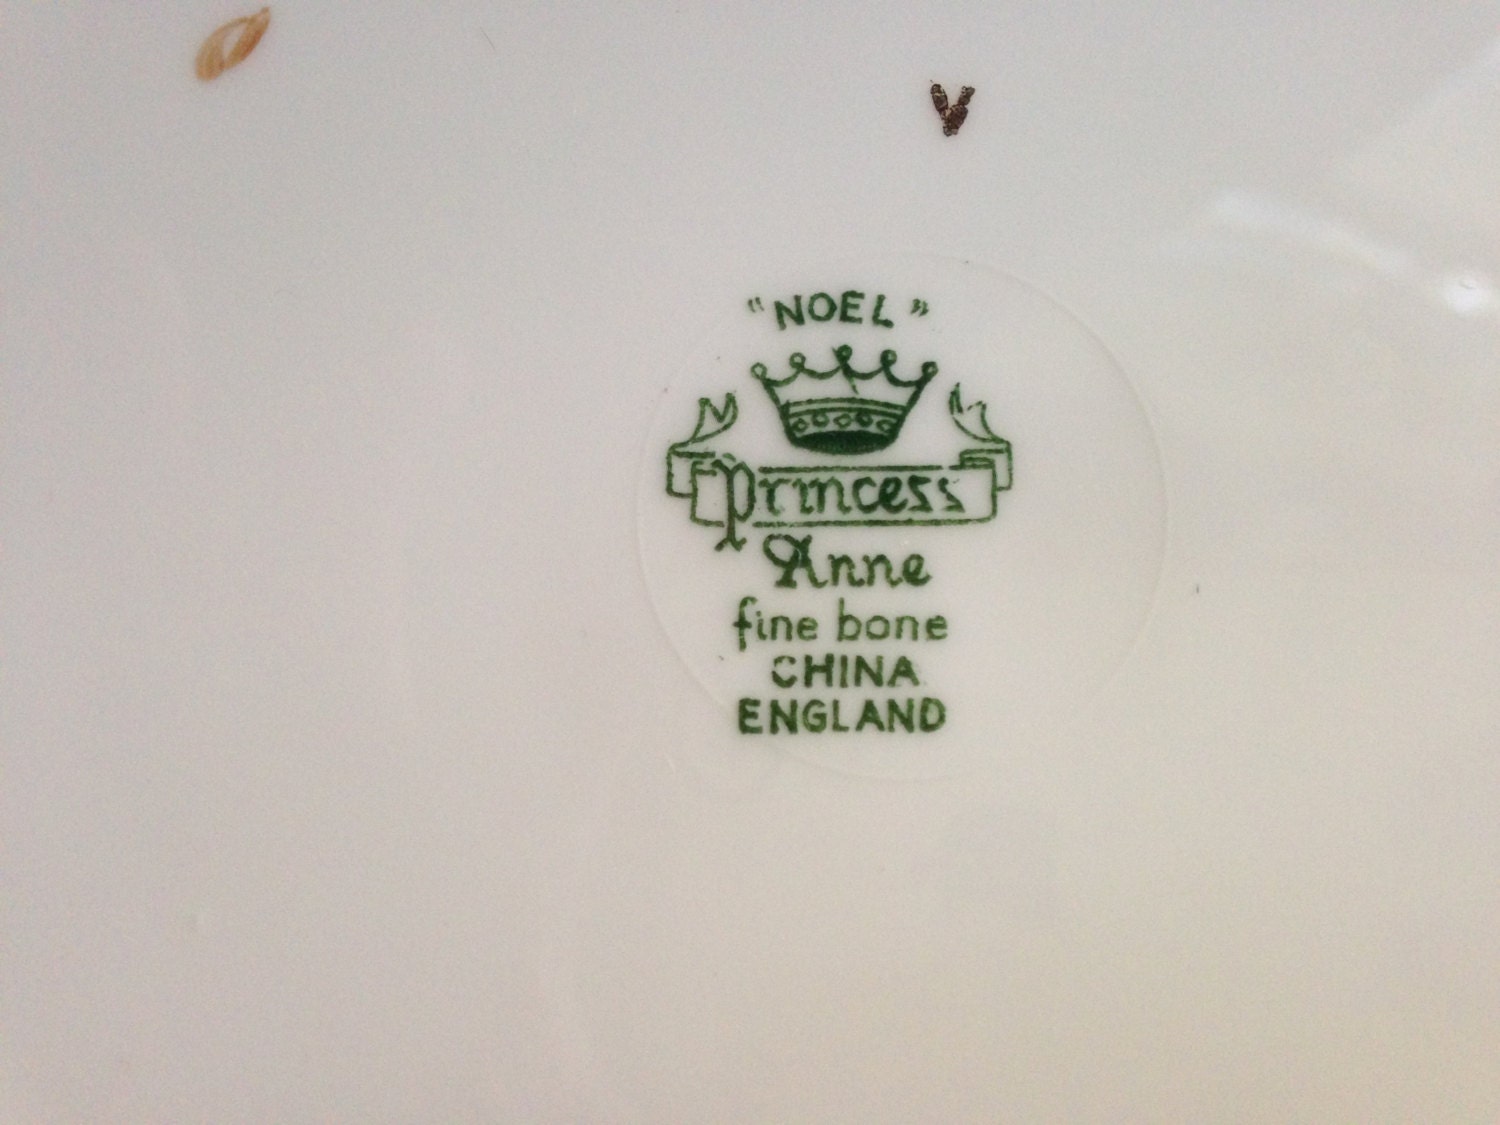 "NOEL"
Princess
Anne
fine bone
CHINA
ENGLAND